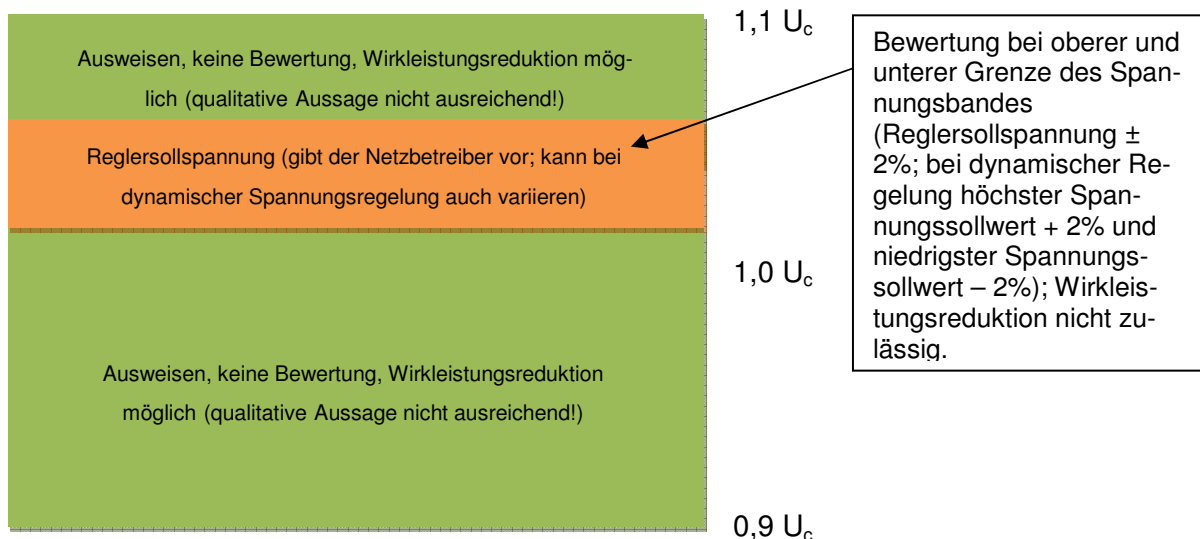 1,1 U_c
Ausweisen, keine Bewertung, Wirkleistungsreduktion mög-
lich (qualitative Aussage nicht ausreichend!)
Reglersollspannung (gibt der Netzbetreiber vor; kann bei
dynamischer Spannungsregelung auch variieren)
1,0 U_c
Ausweisen, keine Bewertung, Wirkleistungsreduktion
möglich (qualitative Aussage nicht ausreichend!)
0,9 U_c
Bewertung bei oberer und
unterer Grenze des Span-
nungsbandes
(Reglersollspannung ±
2%; bei dynamischer Re-
gelung höchster Span-
nungssollwert + 2% und
niedrigster Spannungs-
sollwert – 2%); Wirkleis-
tungsreduktion nicht zu-
lässig.